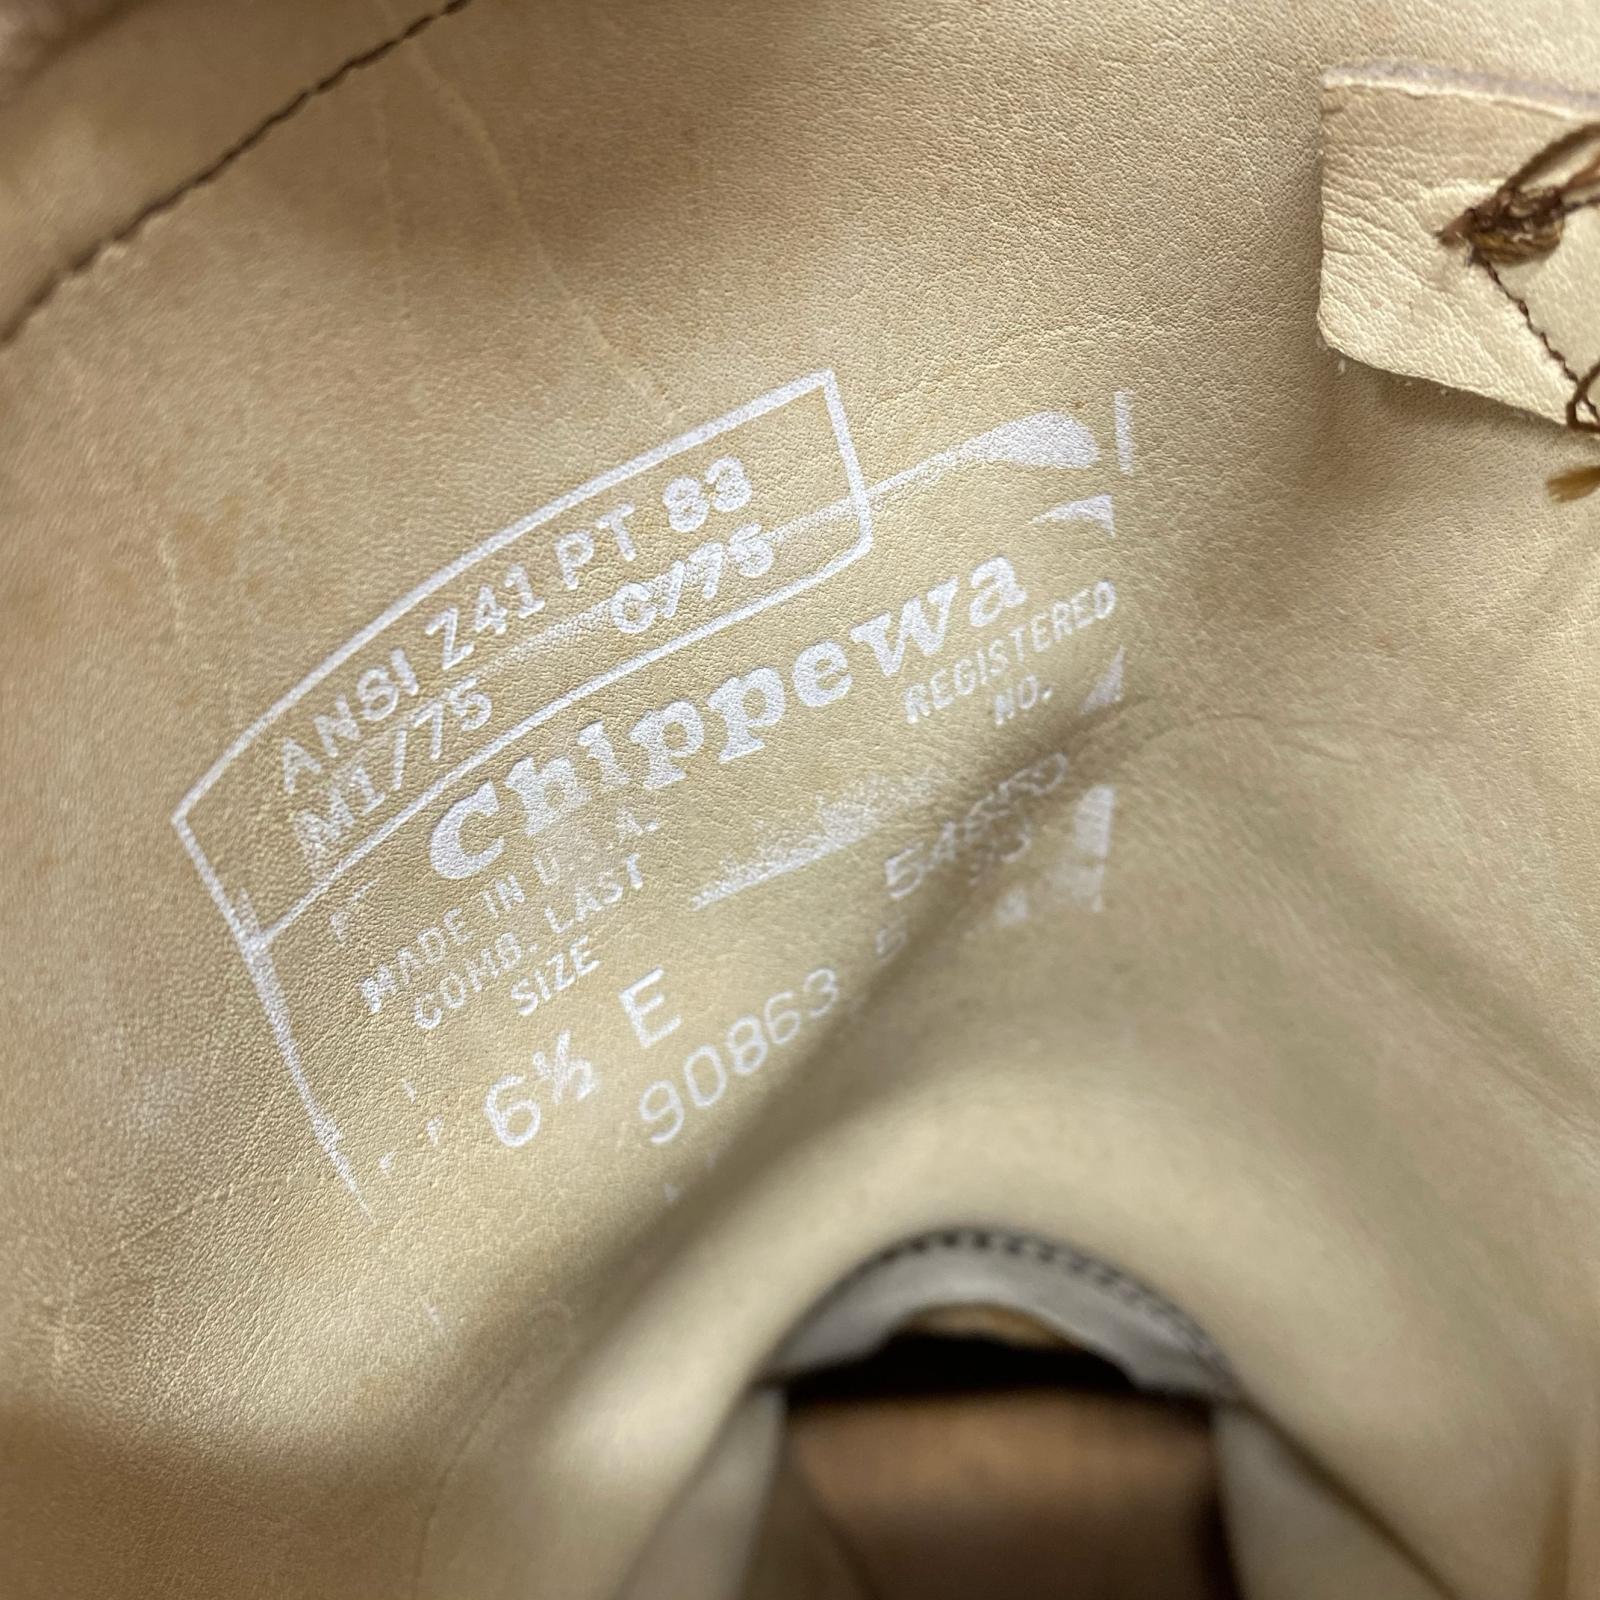 ANSI Z41 PT 83
M1/75 C/75
Chippewa
MADE IN U.S.A.
REGISTERED
COMB. LAST
NO.
SIZE
6½ E
90863